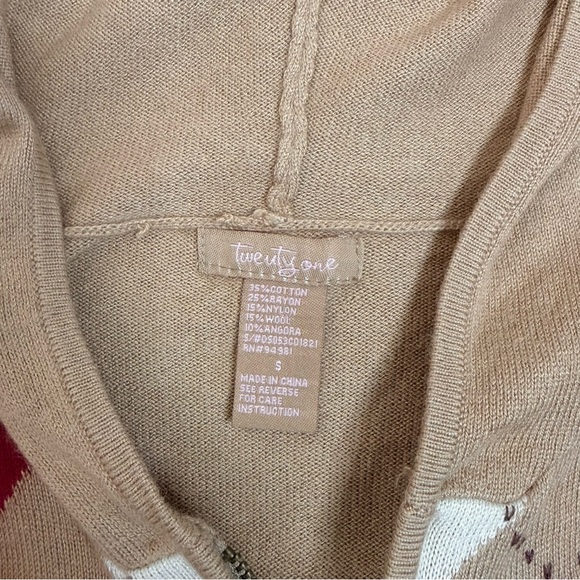 twenty one
35%COTTON
25%RAYON
15%NYLON
15%WOOL
10%ANGORA
S/#05053C01821
RN#94981
S
MADE IN CHINA
SEE REVERSE
FOR CARE
INSTRUCTION